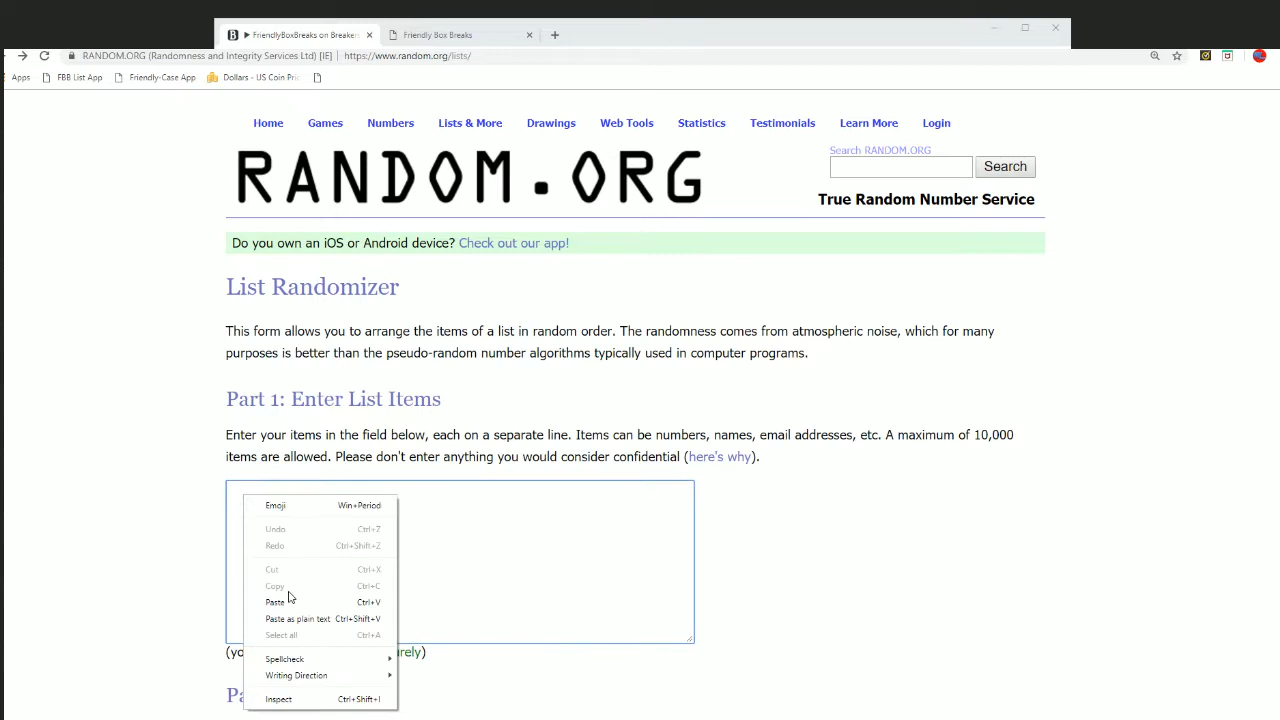 FriendlyBoxBreaks on Breakers
Friendly Box Breaks
RANDOM.ORG (Randomness and Integrity Services Ltd) [IE] | https://www.random.org/lists/
Apps FBB List App Friendly-Case App Dollars - US Coin Pric
Home Games Numbers Lists & More Drawings Web Tools Statistics Testimonials Learn More Login
Search RANDOM.ORG
RANDOM.ORG
Search
True Random Number Service
Do you own an iOS or Android device? Check out our app!
List Randomizer
This form allows you to arrange the items of a list in random order. The randomness comes from atmospheric noise, which for many
purposes is better than the pseudo-random number algorithms typically used in computer programs.
Part 1: Enter List Items
Enter your items in the field below, each on a separate line. Items can be numbers, names, email addresses, etc. A maximum of 10,000
items are allowed. Please don't enter anything you would consider confidential (here's why).
Emoji Win+Period
Undo Ctrl+Z
Redo Ctrl+Shift+Z
Cut Ctrl+X
Copy Ctrl+C
Paste Ctrl+V
Paste as plain text Ctrl+Shift+V
Select all Ctrl+A
(yo rely)
Spellcheck
Writing Direction
Pa
Inspect Ctrl+Shift+I